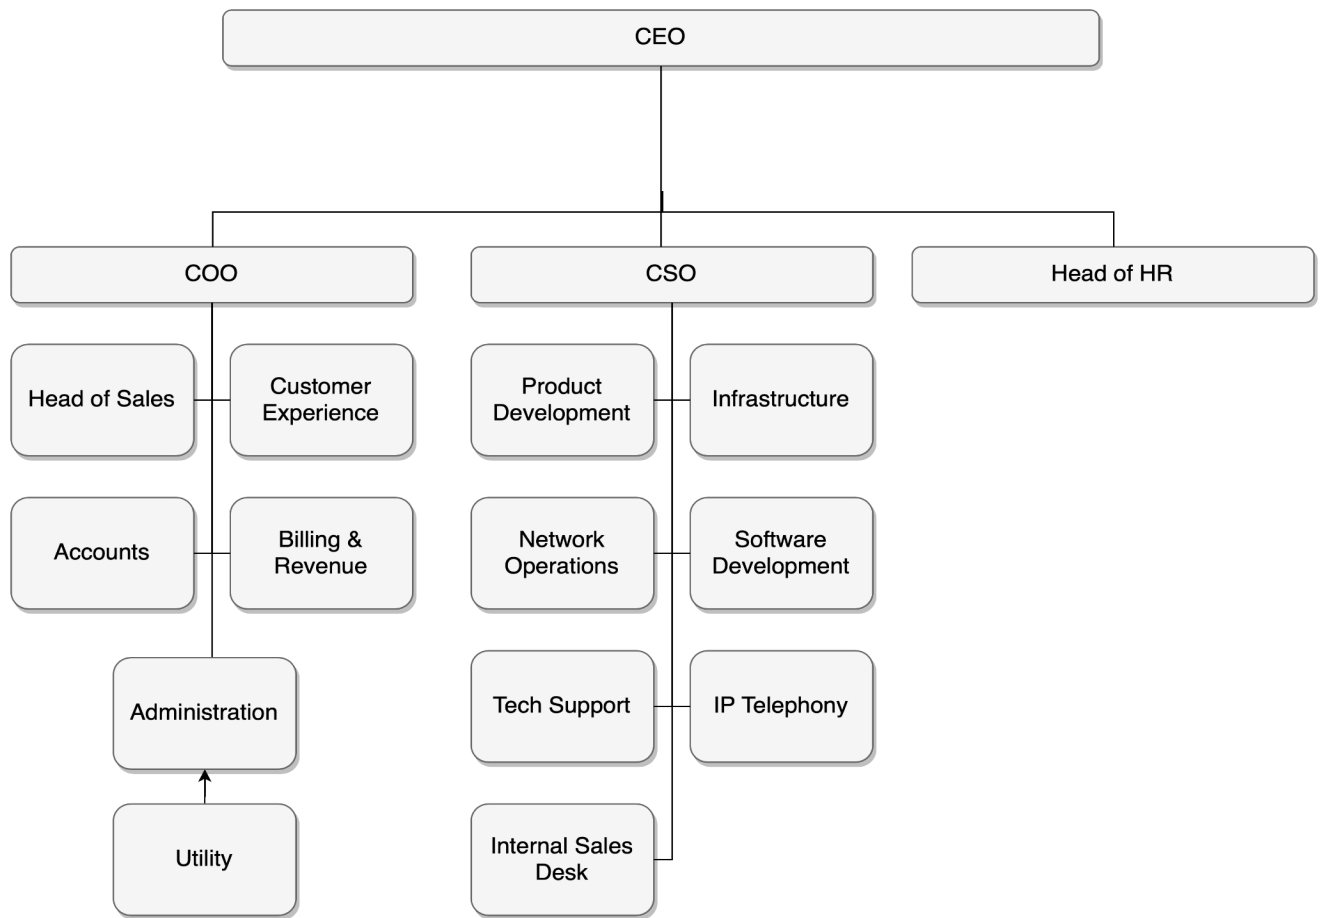 CEO
COO
CSO
Head of HR
Head of Sales
Customer
Experience
Product
Development
Infrastructure
Accounts
Billing &
Revenue
Network
Operations
Software
Development
Administration
Tech Support
IP Telephony
Utility
Internal Sales
Desk